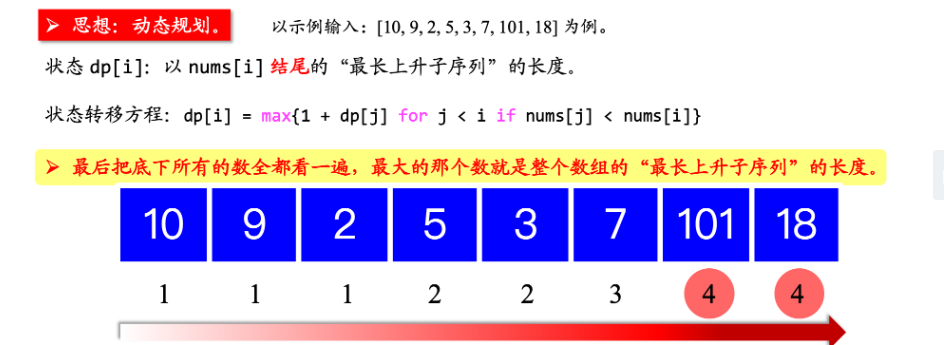 ➢ 思想：动态规划。 以示例输入：[10, 9, 2, 5, 3, 7, 101, 18] 为例。
状态 dp[i]：以 nums[i] 结尾的“最长上升子序列”的长度。
状态转移方程：dp[i] = max{1 + dp[j] for j < i if nums[j] < nums[i]}
➢ 最后把底下所有的数全都看一遍，最大的那个数就是整个数组的“最长上升子序列”的长度。
10 9 2 5 3 7 101 18
1 1 1 2 2 3 4 4